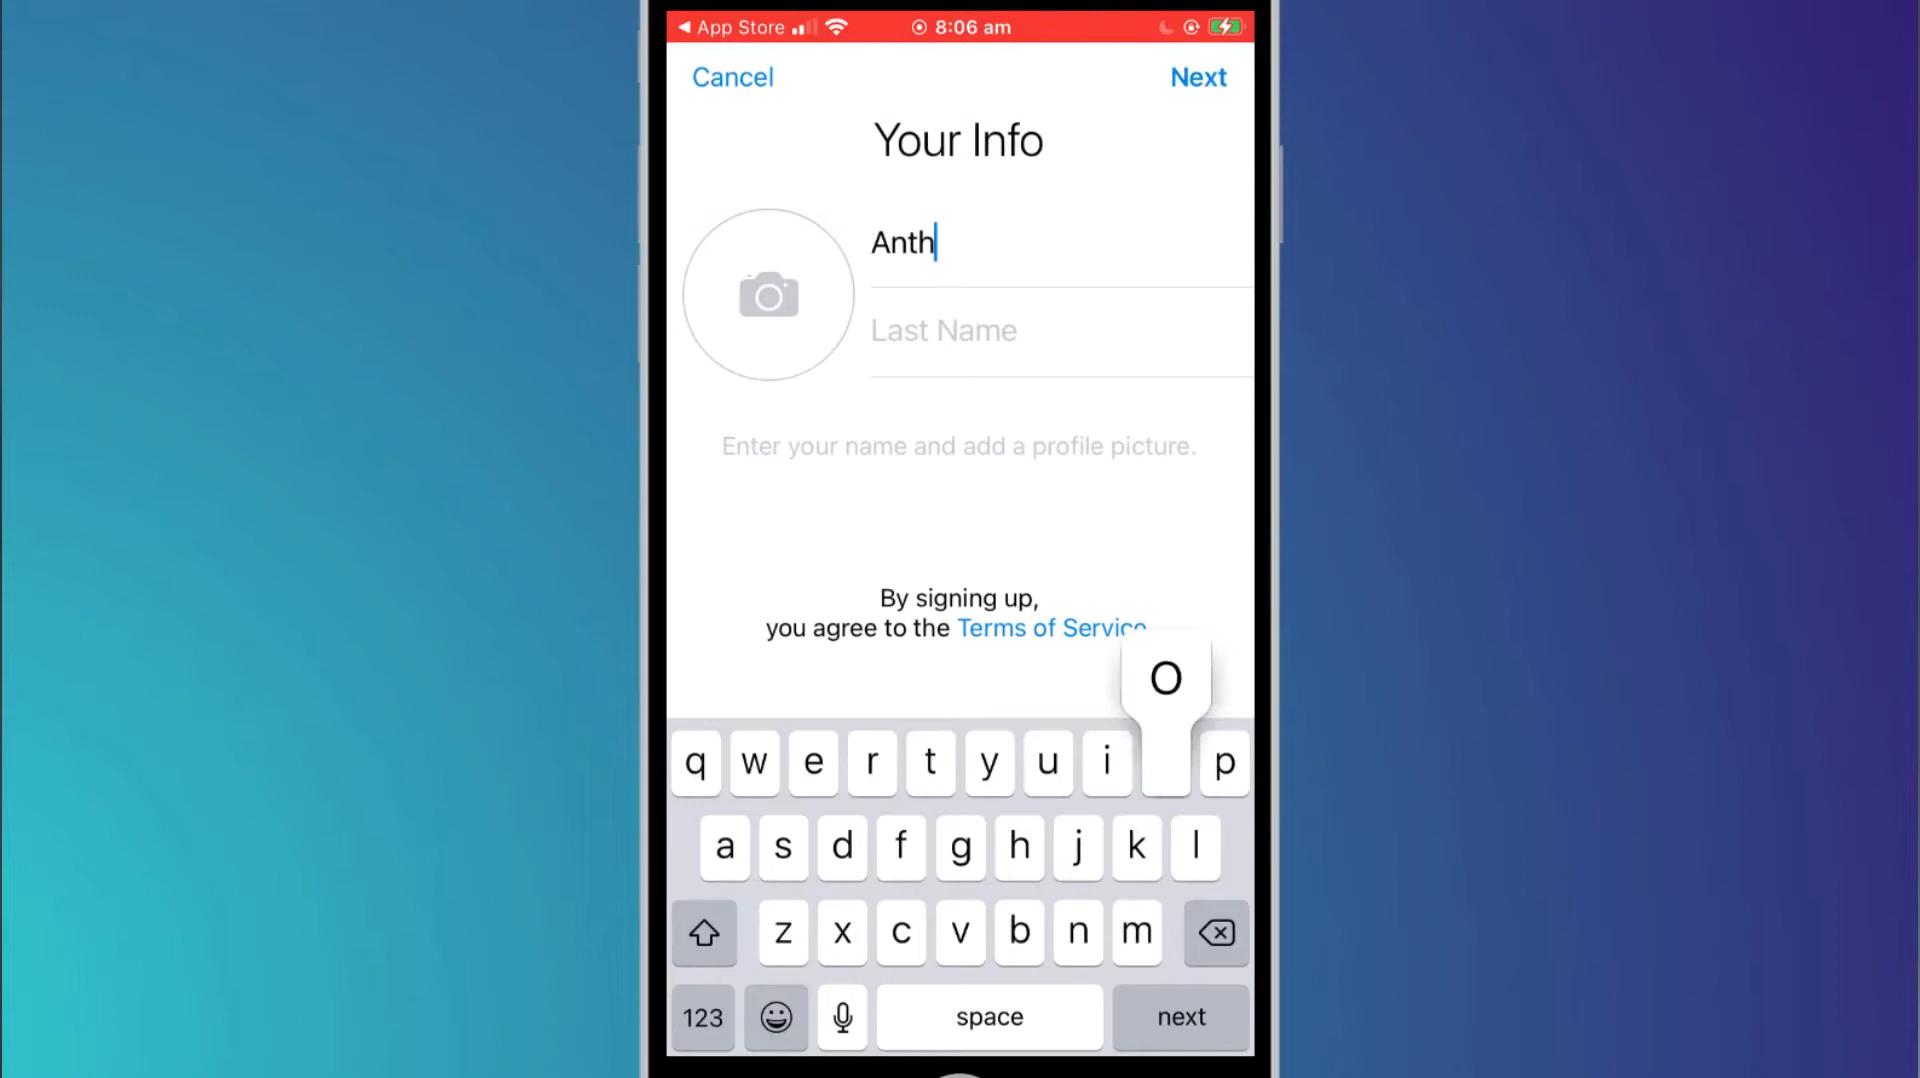 App Store
8:06 am
Cancel
Next
Your Info
Anth
Last Name
Enter your name and add a profile picture.
By signing up,
you agree to the Terms of Service
O
q w e r t y u i p
a s d f g h j k l
z x c v b n m
123
space
next